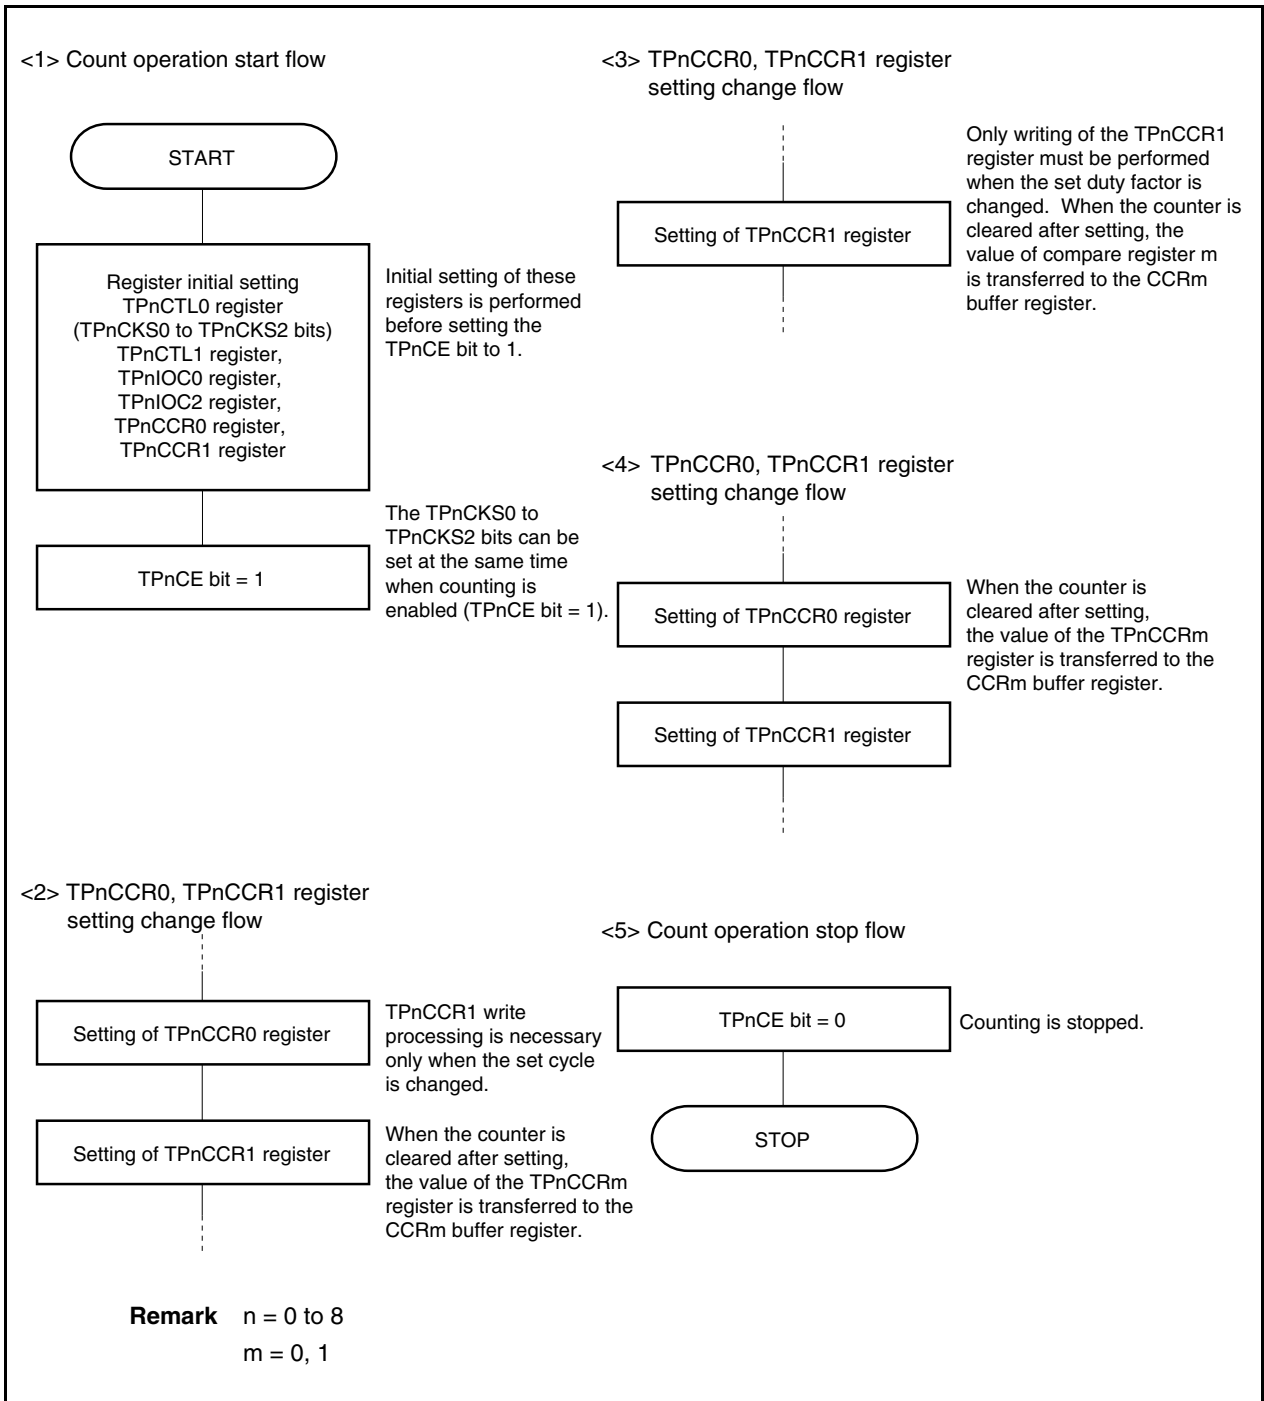 <1> Count operation start flow
START
Register initial setting
TPnCTL0 register
(TPnCKS0 to TPnCKS2 bits)
TPnCTL1 register,
TPnIOC0 register,
TPnIOC2 register,
TPnCCR0 register,
TPnCCR1 register
Initial setting of these
registers is performed
before setting the
TPnCE bit to 1.
TPnCE bit = 1
The TPnCKS0 to
TPnCKS2 bits can be
set at the same time
when counting is
enabled (TPnCE bit = 1).
<2> TPnCCR0, TPnCCR1 register
setting change flow
Setting of TPnCCR0 register
TPnCCR1 write
processing is necessary
only when the set cycle
is changed.
Setting of TPnCCR1 register
When the counter is
cleared after setting,
the value of the TPnCCRm
register is transferred to the
CCRm buffer register.
<3> TPnCCR0, TPnCCR1 register
setting change flow
Setting of TPnCCR1 register
Only writing of the TPnCCR1
register must be performed
when the set duty factor is
changed. When the counter is
cleared after setting, the
value of compare register m
is transferred to the CCRm
buffer register.
<4> TPnCCR0, TPnCCR1 register
setting change flow
Setting of TPnCCR0 register
When the counter is
cleared after setting,
the value of the TPnCCRm
register is transferred to the
CCRm buffer register.
Setting of TPnCCR1 register
<5> Count operation stop flow
TPnCE bit = 0
Counting is stopped.
STOP
Remark n = 0 to 8
m = 0, 1